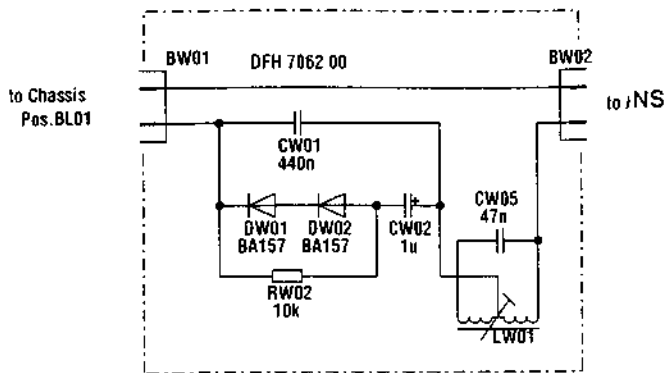 BW01
DFH 7062 00
BW02
to Chassis
Pos.BL01
CW01
440n
DW01
BA157
DW02
BA157
CW02
1u
RW02
10k
CW05
47n
LW01
to